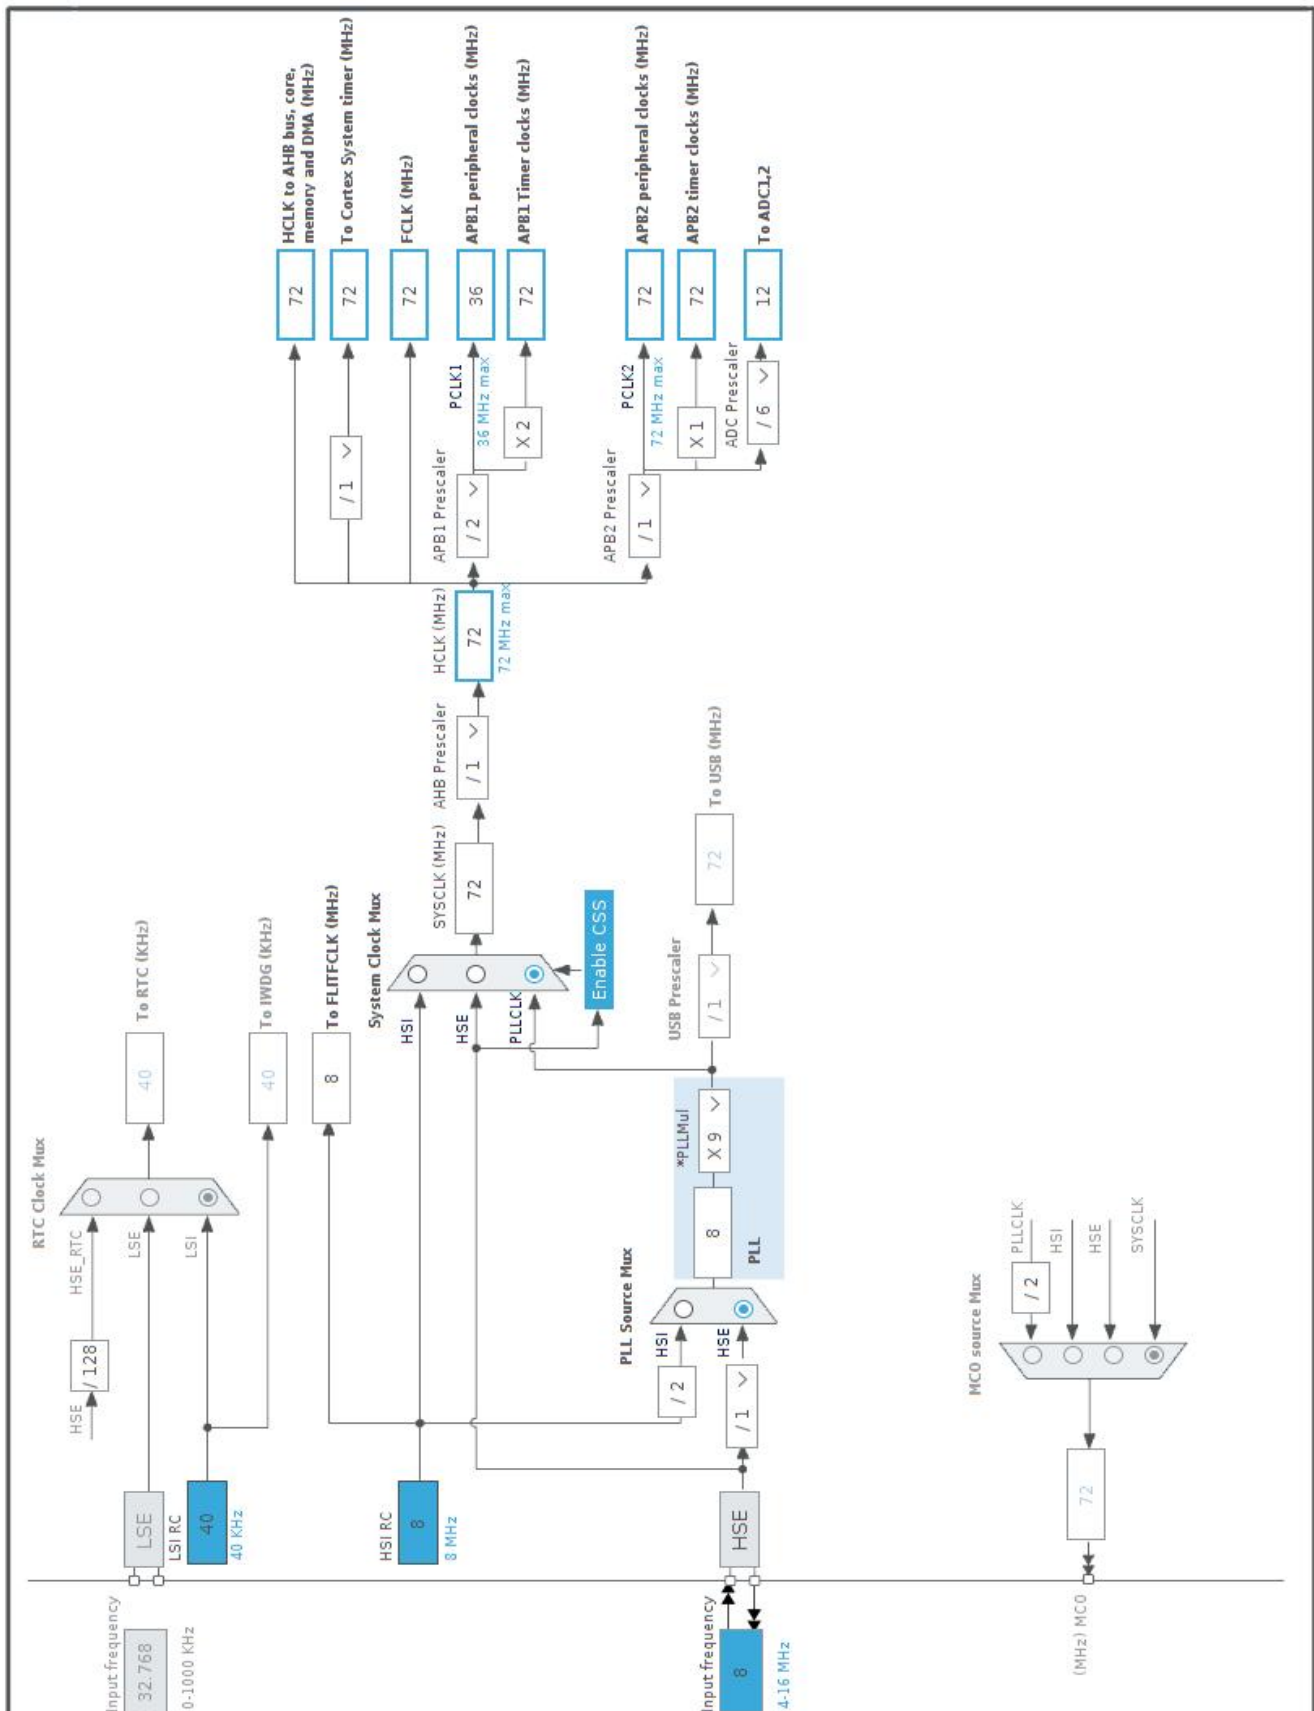 Input frequency
32.768
0-1000 KHz
LSE
LSI RC
40
40 KHz
HSE
/ 128
HSE_RTC
LSE
LSI
RTC Clock Mux
40
To RTC (KHz)
40
To IWDG (KHz)
8
To FLITFCLK (MHz)
HSI RC
8
8 MHz
System Clock Mux
HSI
HSE
PLLCLK
Enable CSS
SYSCLK (MHz)
72
AHB Prescaler
/ 1
HCLK (MHz)
72
72 MHz max
72
HCLK to AHB bus, core,
memory and DMA (MHz)
/ 1
72
To Cortex System timer (MHz)
72
FCLK (MHz)
APB1 Prescaler
/ 2
PCLK1
36 MHz max
36
APB1 peripheral clocks (MHz)
X 2
72
APB1 Timer clocks (MHz)
APB2 Prescaler
/ 1
PCLK2
72 MHz max
72
APB2 peripheral clocks (MHz)
X 1
72
APB2 timer clocks (MHz)
ADC Prescaler
/ 6
12
To ADC1,2
Input frequency
8
4-16 MHz
HSE
PLL Source Mux
/ 2
HSI
/ 1
HSE
8
*PLLMul
X 9
PLL
USB Prescaler
/ 1
72
To USB (MHz)
MCO source Mux
/ 2
PLLCLK
HSI
HSE
SYSCLK
72
(MHz) MCO